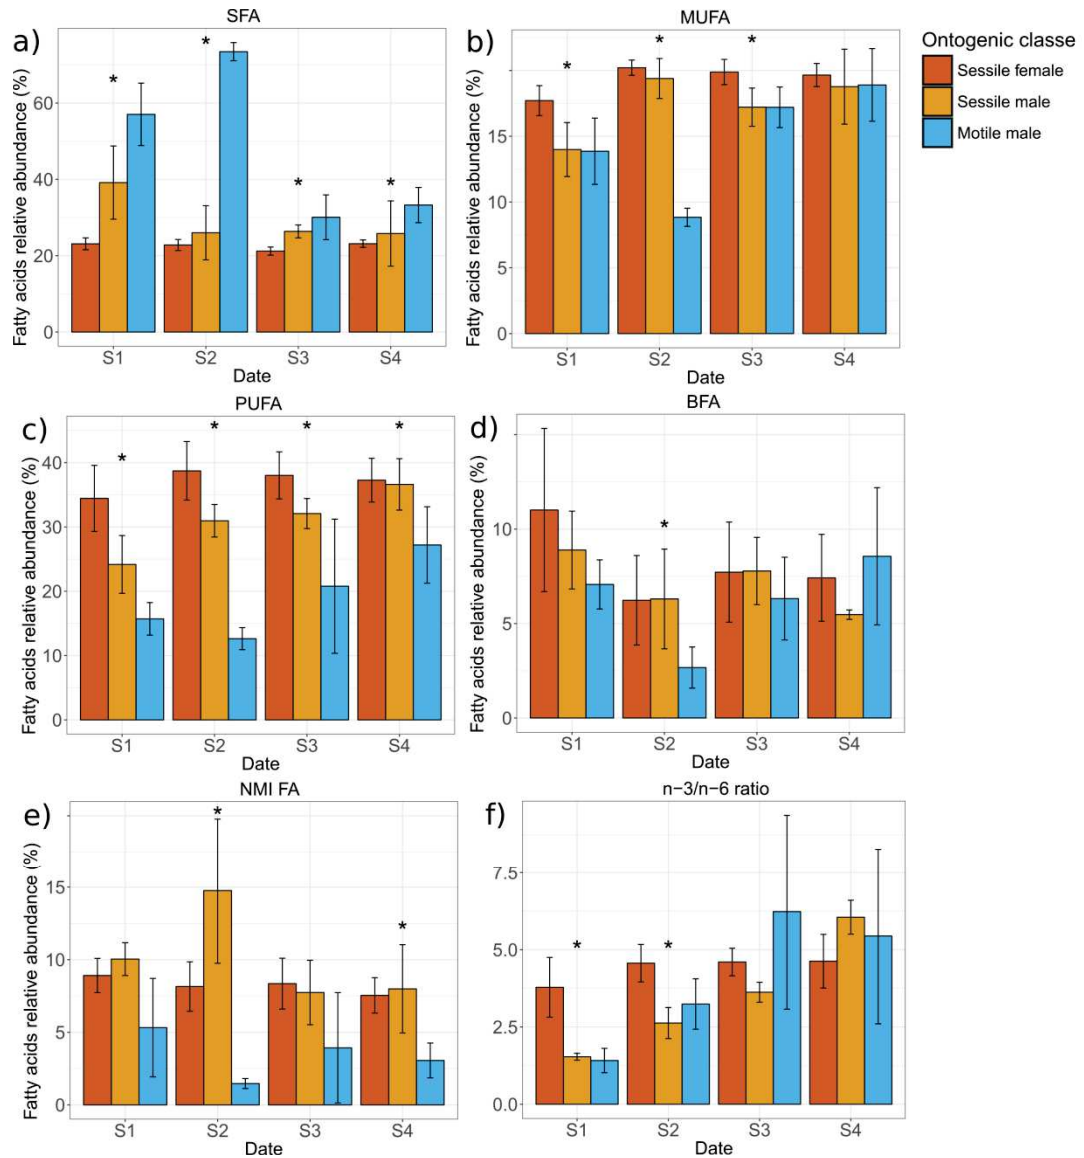 SFA
a)
Fatty acids relative abundance (%)
60
40
20
0
*
*
*
*
S1 S2 S3 S4
Date
MUFA
b)
Fatty acids relative abundance (%)
15
10
5
0
*
*
*
S1 S2 S3 S4
Date
Ontogenic classe
Sessile female
Sessile male
Motile male
PUFA
c)
Fatty acids relative abundance (%)
40
30
20
10
0
*
*
*
*
S1 S2 S3 S4
Date
BFA
d)
Fatty acids relative abundance (%)
10
5
0
*
S1 S2 S3 S4
Date
NMI FA
e)
Fatty acids relative abundance (%)
15
10
5
0
*
*
S1 S2 S3 S4
Date
n−3/n−6 ratio
f)
7.5
5.0
2.5
0.0
*
*
S1 S2 S3 S4
Date